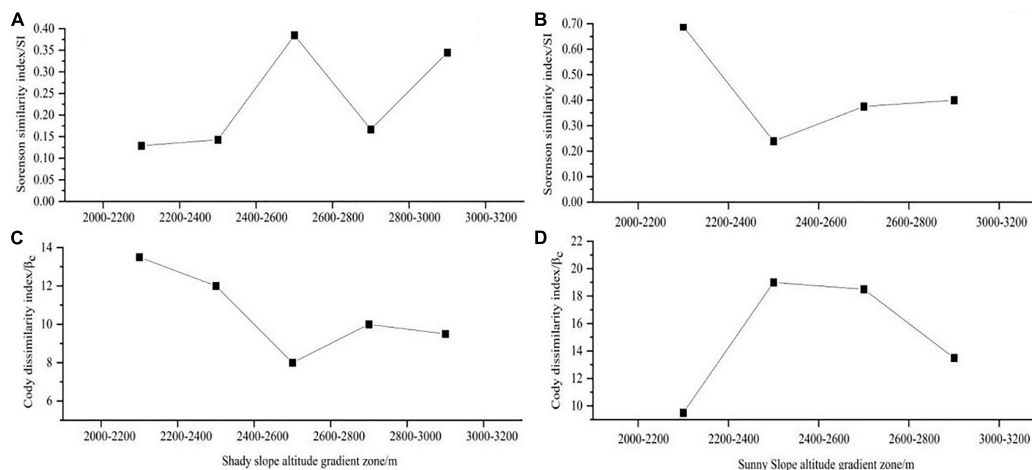 A
Sorenson similarity index/SI
0.40
0.35
0.30
0.25
0.20
0.15
0.10
0.05
0.00
2000-2200 2200-2400 2400-2600 2600-2800 2800-3000 3000-3200
B
Sorenson similarity index/SI
0.70
0.60
0.50
0.40
0.30
0.20
0.10
0.00
2000-2200 2200-2400 2400-2600 2600-2800 3000-3200
C
Cody dissimilarity index/βc
14
12
10
8
6
2000-2200 2200-2400 2400-2600 2600-2800 2800-3000 3000-3200
Shady slope altitude gradient zone/m
D
Cody dissimilarity index/βc
22
20
18
16
14
12
10
2000-2200 2200-2400 2400-2600 2600-2800 3000-3200
Sunny Slope altitude gradient zone/m